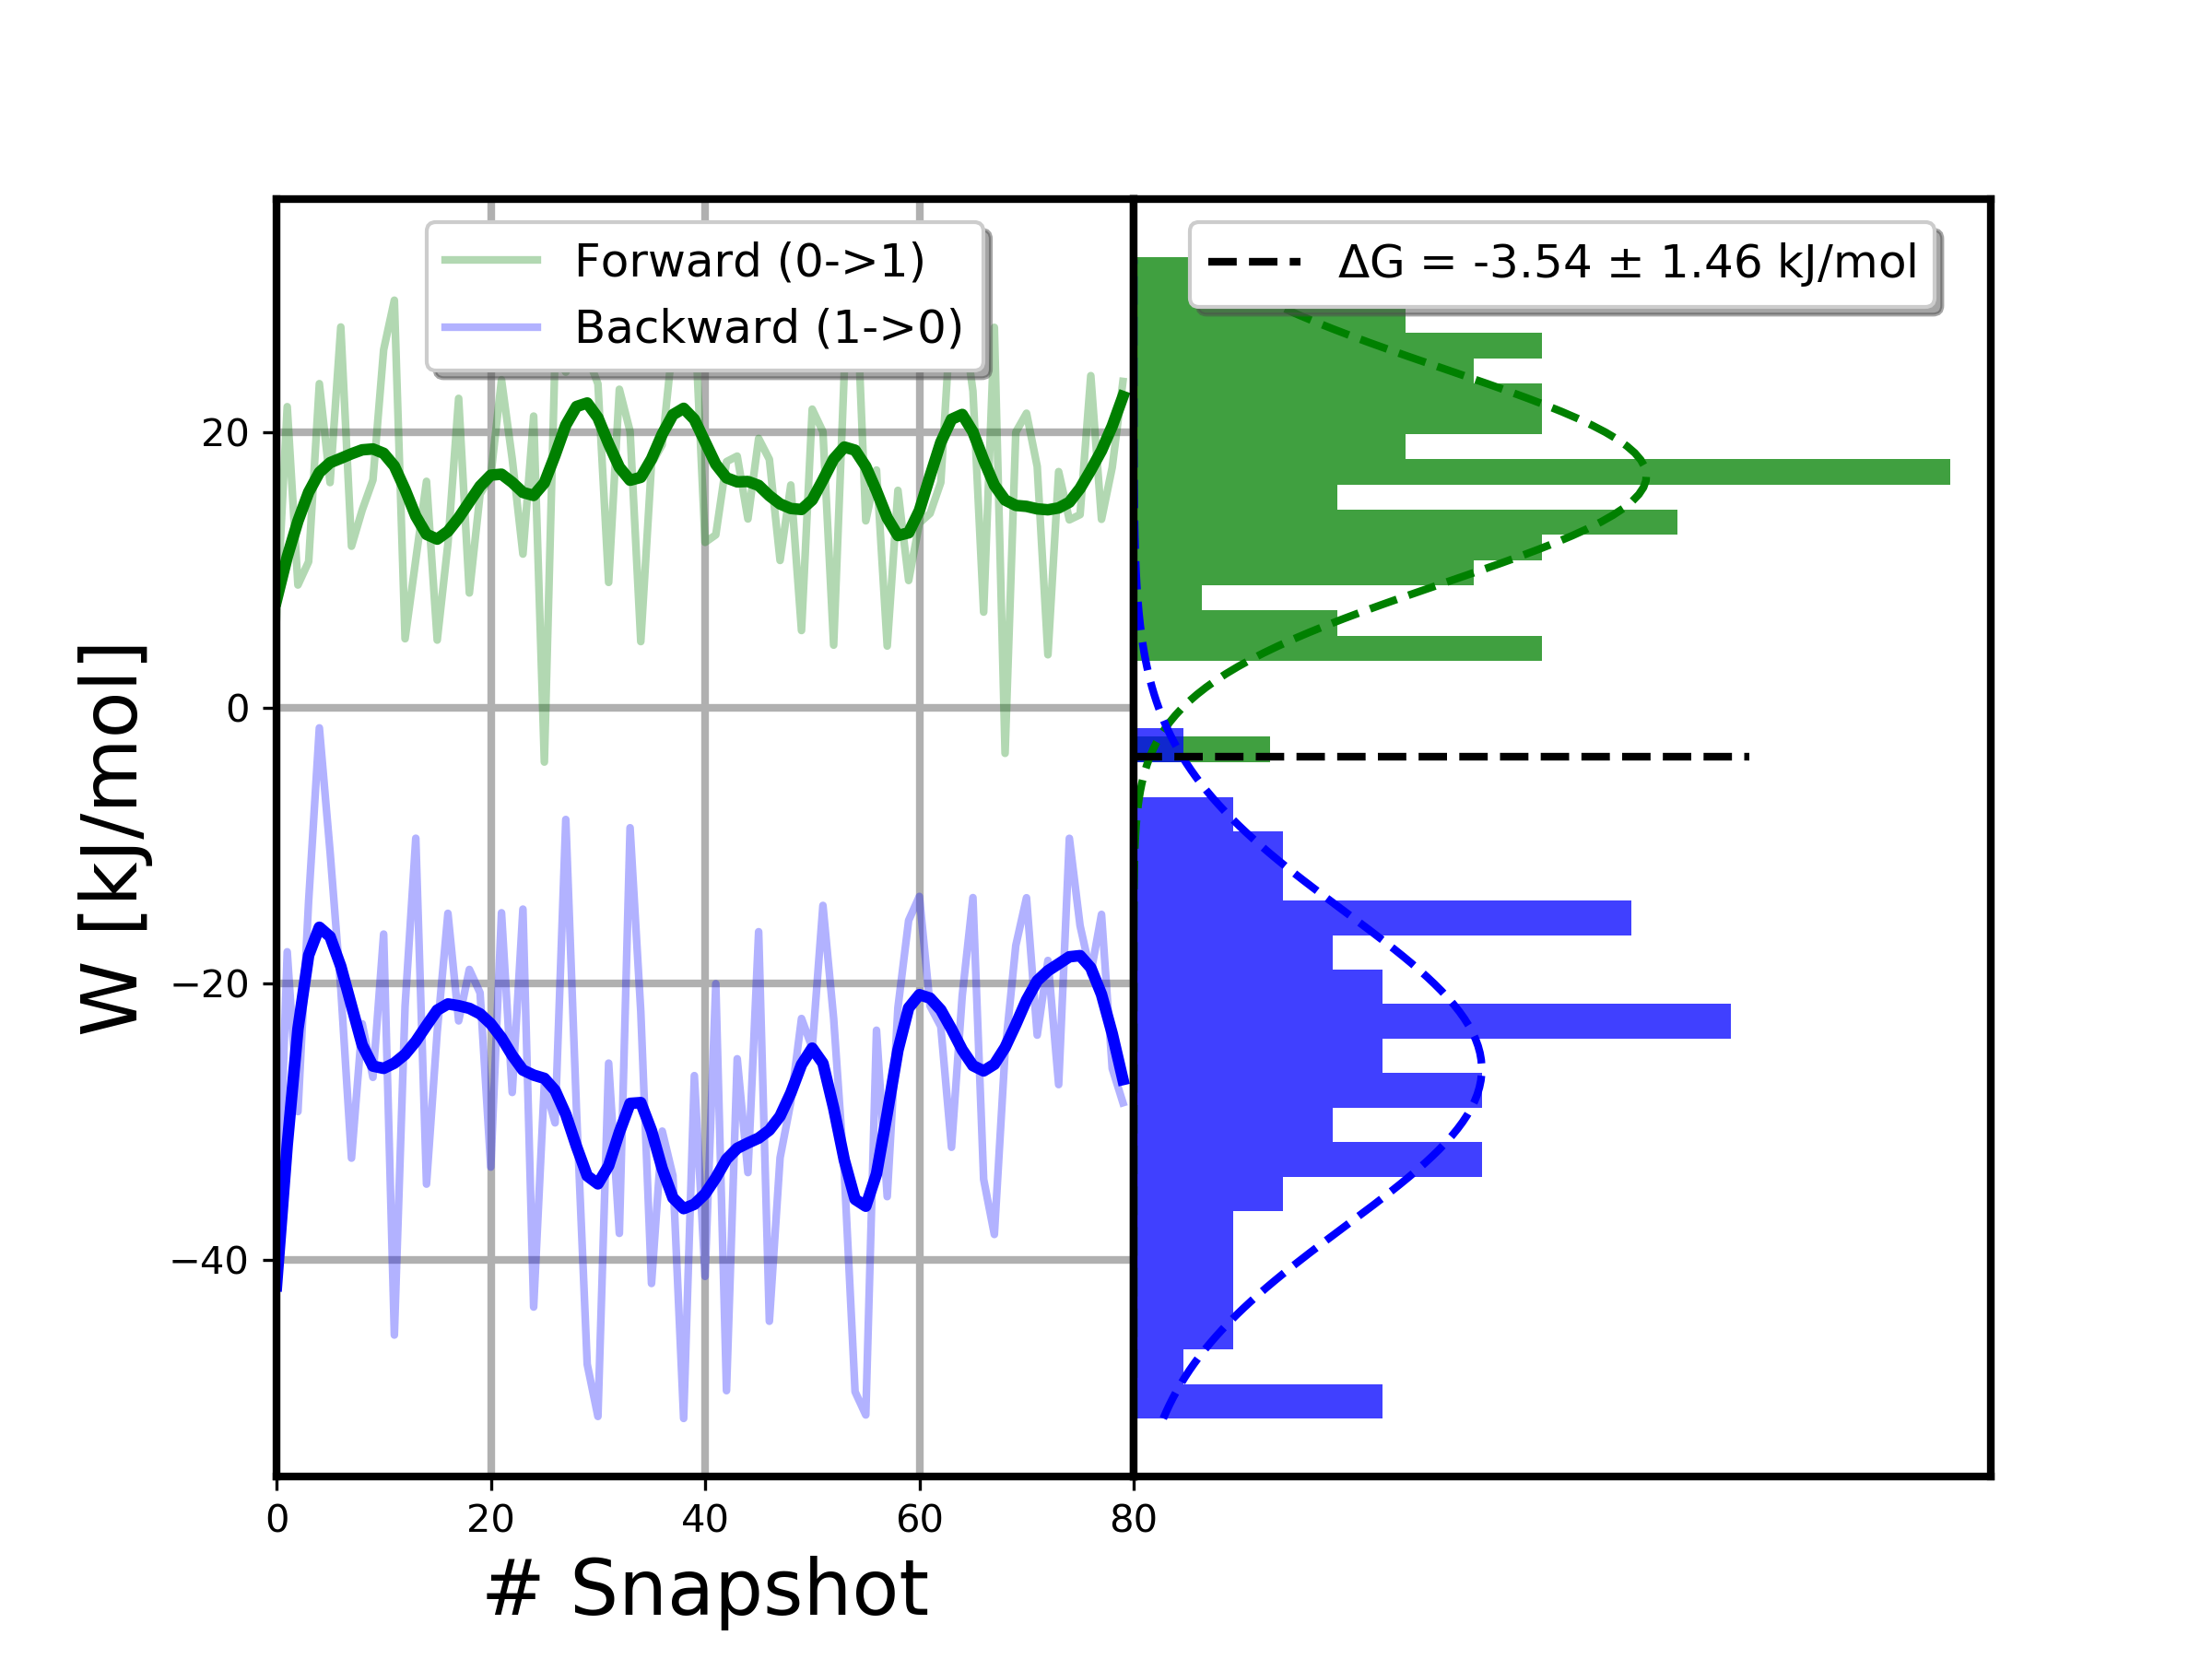 Forward (0->1)
Backward (1->0)
ΔG = -3.54 ± 1.46 kJ/mol
W [kJ/mol]
20
0
−20
−40
0 20 40 60 80
# Snapshot